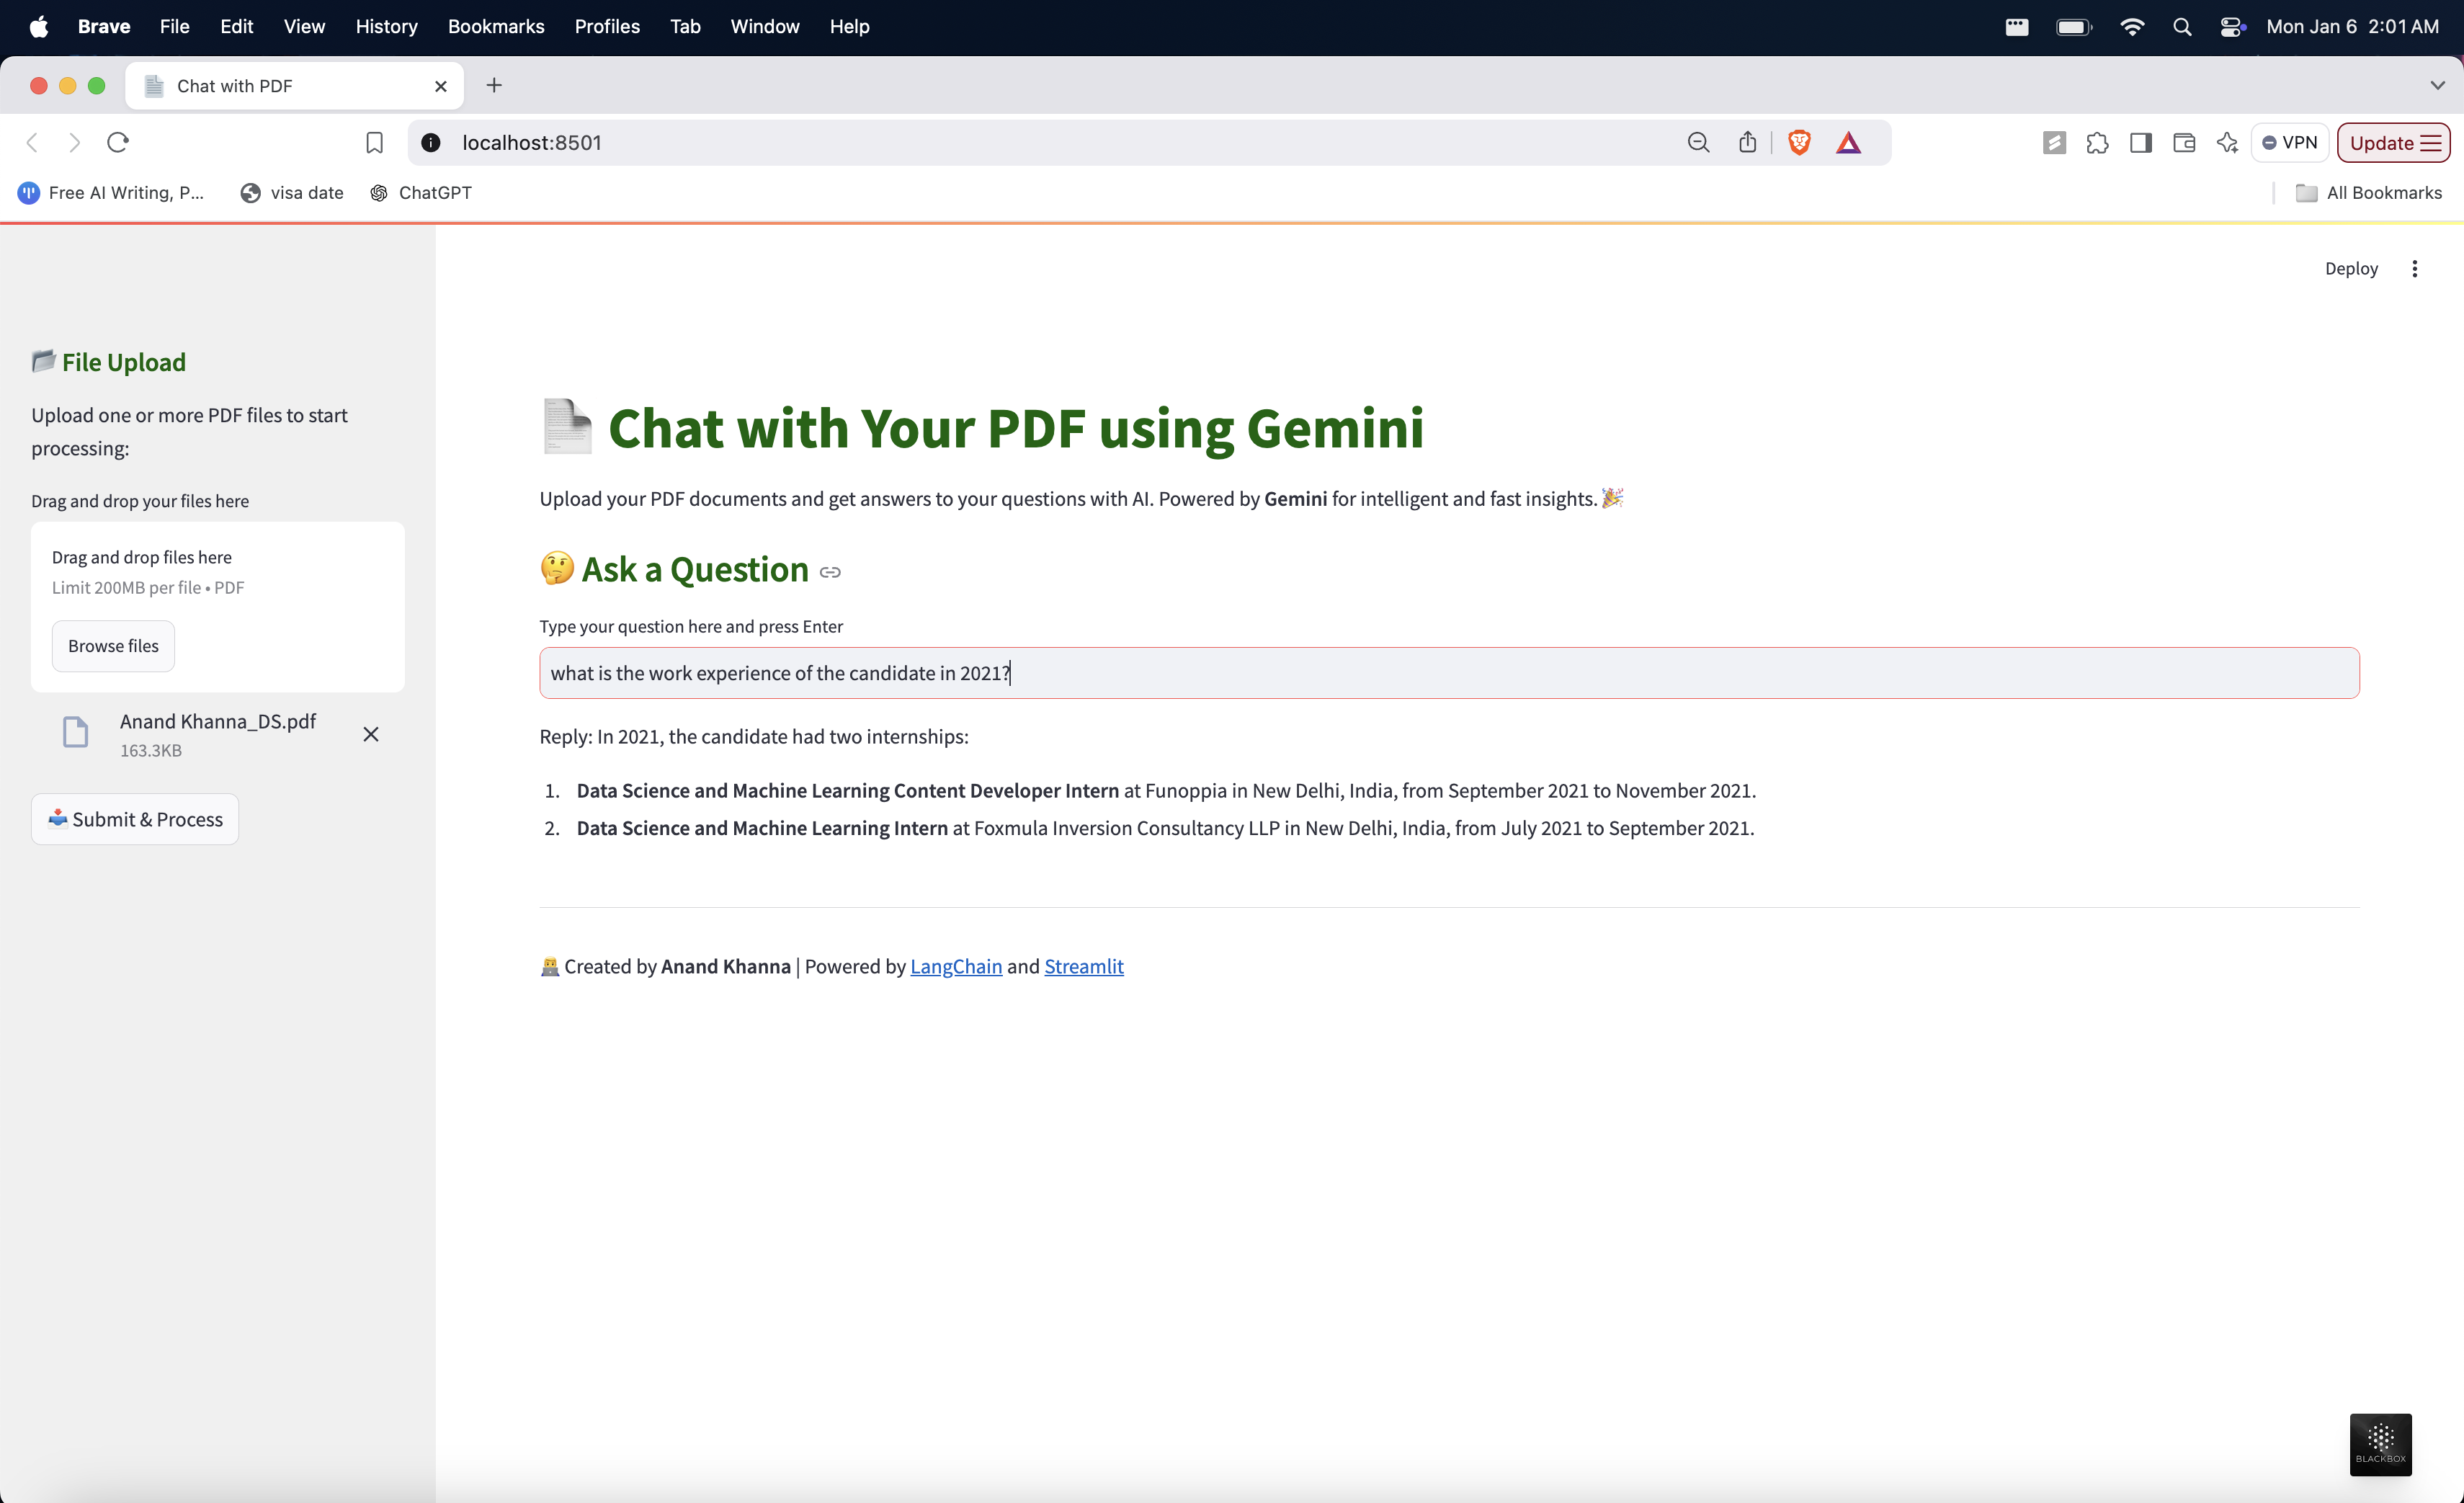 Brave File Edit View History Bookmarks Profiles Tab Window Help Mon Jan 6 2:01 AM
Chat with PDF
localhost:8501 VPN Update
Free AI Writing, P... visa date ChatGPT All Bookmarks
Deploy
File Upload
Upload one or more PDF files to start
processing:
Drag and drop your files here
Drag and drop files here
Limit 200MB per file • PDF
Browse files
Anand Khanna_DS.pdf
163.3KB
Submit & Process
Chat with Your PDF using Gemini
Upload your PDF documents and get answers to your questions with AI. Powered by Gemini for intelligent and fast insights. 🎉
🤔 Ask a Question
Type your question here and press Enter
what is the work experience of the candidate in 2021?
Reply: In 2021, the candidate had two internships:
1. Data Science and Machine Learning Content Developer Intern at Funoppia in New Delhi, India, from September 2021 to November 2021.
2. Data Science and Machine Learning Intern at Foxmula Inversion Consultancy LLP in New Delhi, India, from July 2021 to September 2021.
Created by Anand Khanna | Powered by LangChain and Streamlit
BLACKBOX